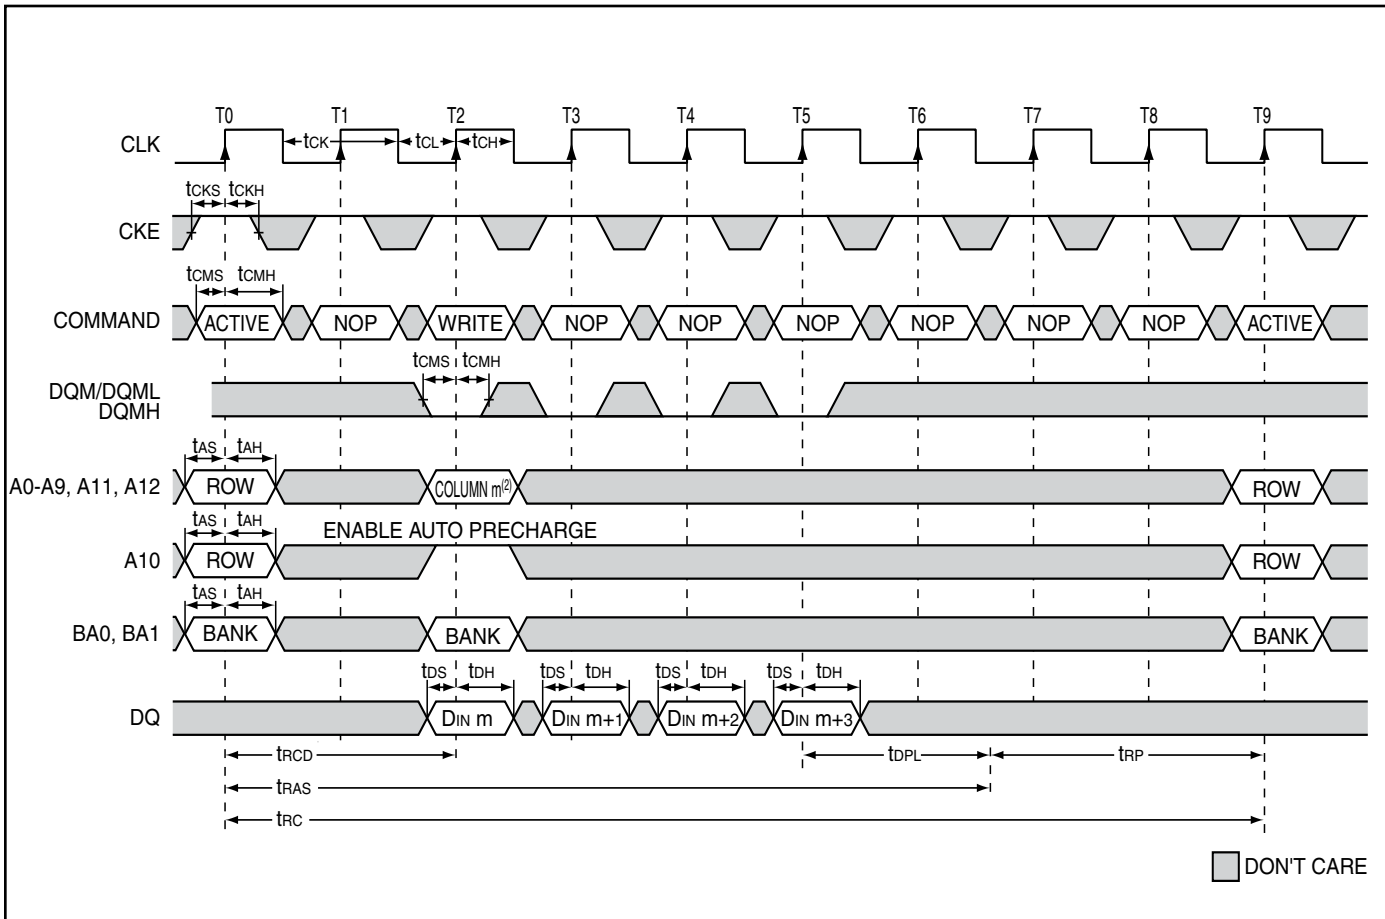 T0 T1 T2 T3 T4 T5 T6 T7 T8 T9
CLK tCK tCL tCH
tCKS tCKH
CKE
tCMS tCMH
COMMAND ACTIVE NOP WRITE NOP NOP NOP NOP NOP NOP ACTIVE
tCMS tCMH
DQM/DQML
DQMH
tAS tAH
A0-A9, A11, A12 ROW COLUMN m(2) ROW
tAS tAH ENABLE AUTO PRECHARGE
A10 ROW ROW
tAS tAH
BA0, BA1 BANK BANK BANK
tDS tDH tDS tDH tDS tDH tDS tDH
DQ DIN m DIN m+1 DIN m+2 DIN m+3
tRCD tDPL tRP
tRAS
tRC
DON'T CARE